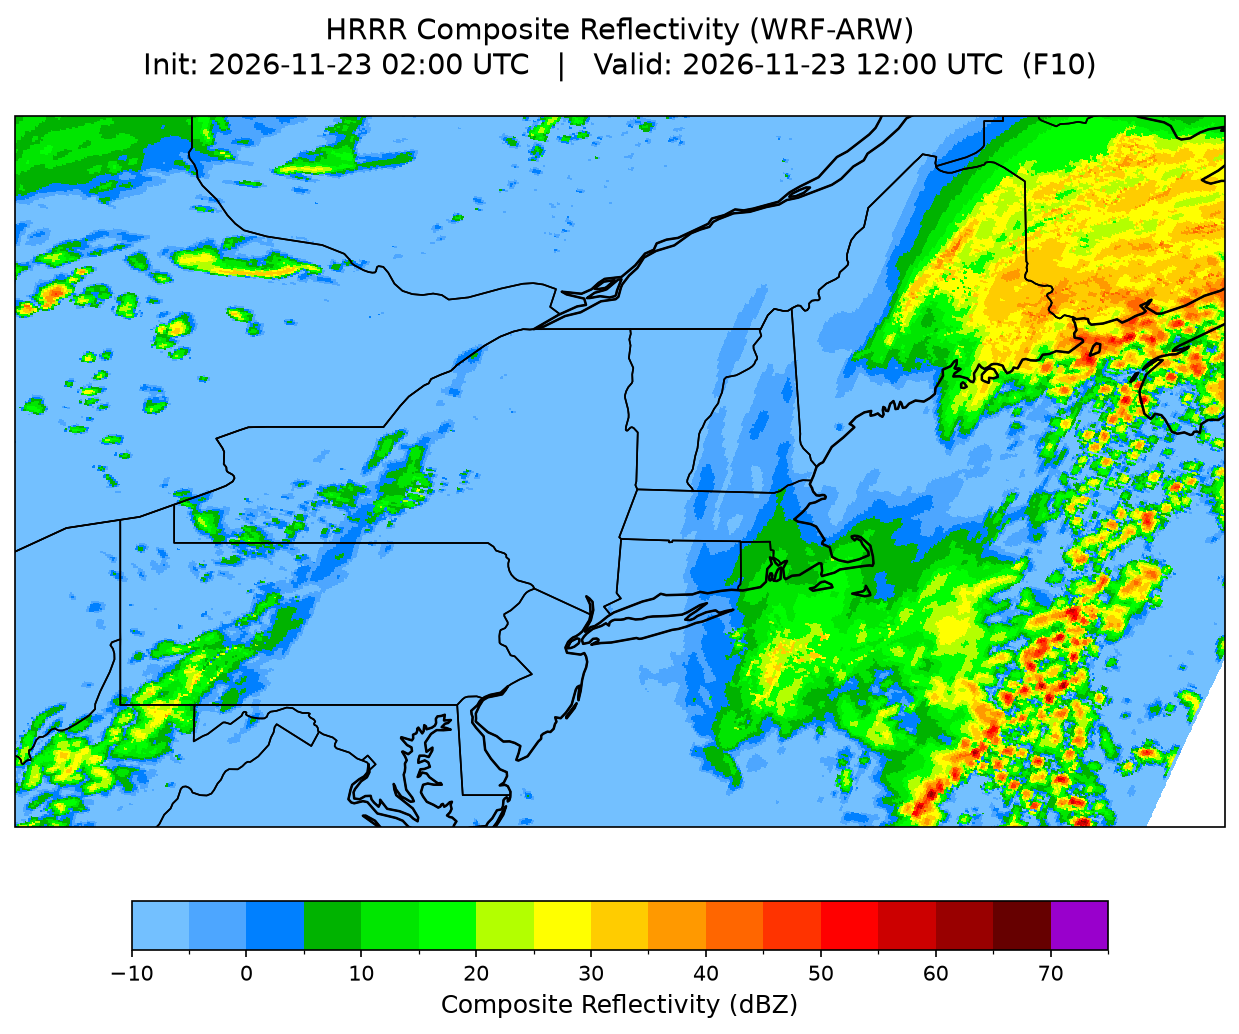 HRRR Composite Reflectivity (WRF-ARW)
Init: 2026-11-23 02:00 UTC   |   Valid: 2026-11-23 12:00 UTC  (F10)
−10 0 10 20 30 40 50 60 70
Composite Reflectivity (dBZ)